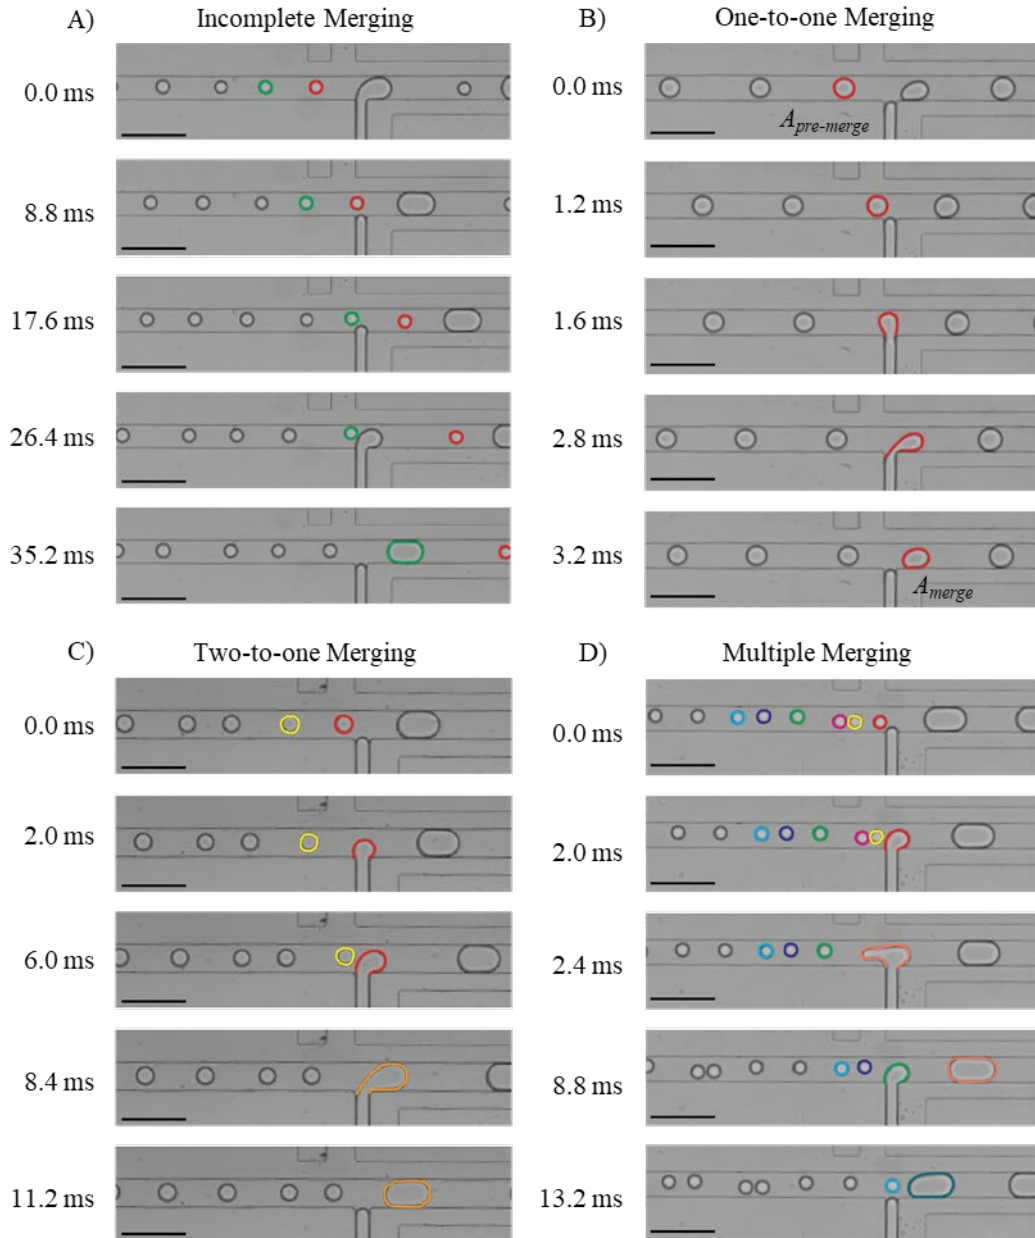 A) Incomplete Merging
0.0 ms
8.8 ms
17.6 ms
26.4 ms
35.2 ms
B) One-to-one Merging
0.0 ms
A_pre-merge
1.2 ms
1.6 ms
2.8 ms
3.2 ms
A_merge
C) Two-to-one Merging
0.0 ms
2.0 ms
6.0 ms
8.4 ms
11.2 ms
D) Multiple Merging
0.0 ms
2.0 ms
2.4 ms
8.8 ms
13.2 ms